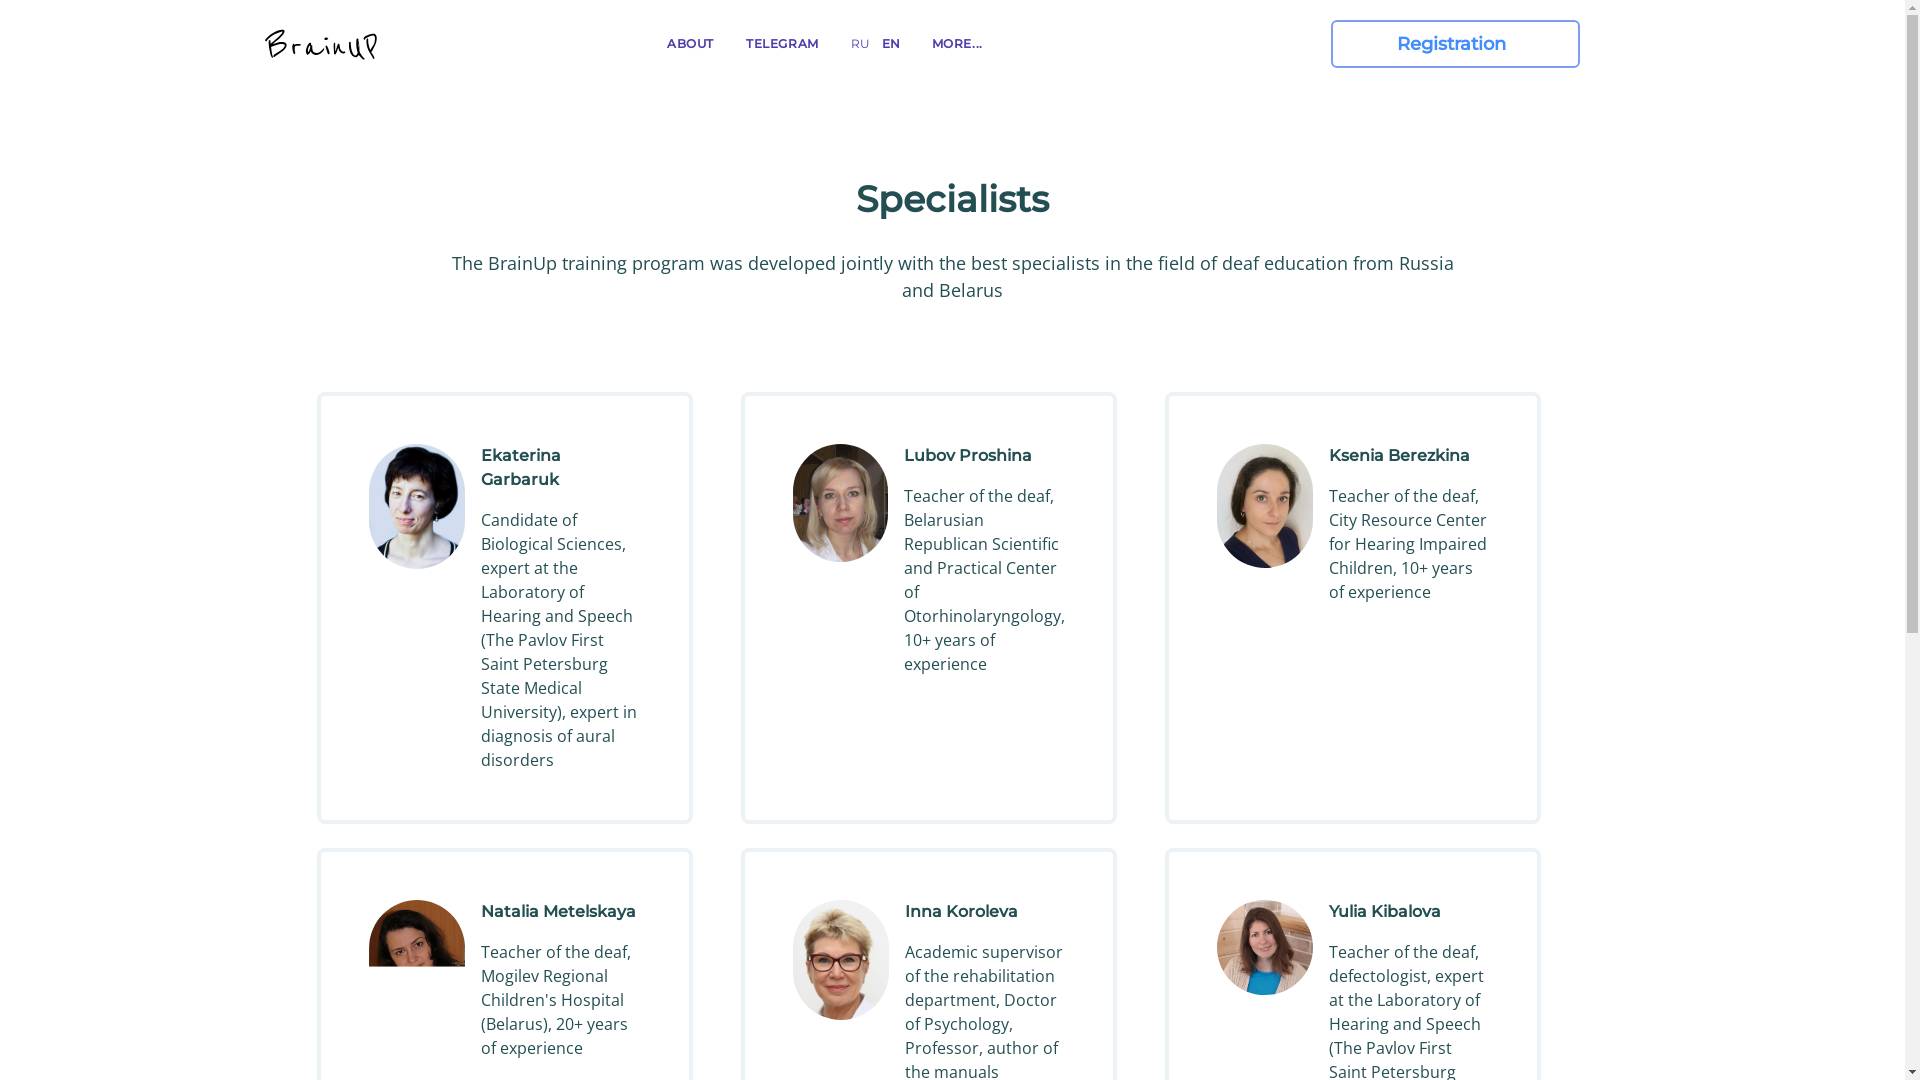 BrainUP
ABOUT
TELEGRAM
RU
EN
MORE...
Registration
Specialists
The BrainUp training program was developed jointly with the best specialists in the field of deaf education from Russia
and Belarus
Ekaterina
Garbaruk
Candidate of
Biological Sciences,
expert at the
Laboratory of
Hearing and Speech
(The Pavlov First
Saint Petersburg
State Medical
University), expert in
diagnosis of aural
disorders
Lubov Proshina
Teacher of the deaf,
Belarusian
Republican Scientific
and Practical Center
of
Otorhinolaryngology,
10+ years of
experience
Ksenia Berezkina
Teacher of the deaf,
City Resource Center
for Hearing Impaired
Children, 10+ years
of experience
Natalia Metelskaya
Teacher of the deaf,
Mogilev Regional
Children's Hospital
(Belarus), 20+ years
of experience
Inna Koroleva
Academic supervisor
of the rehabilitation
department, Doctor
of Psychology,
Professor, author of
the manuals
Yulia Kibalova
Teacher of the deaf,
defectologist, expert
at the Laboratory of
Hearing and Speech
(The Pavlov First
Saint Petersburg